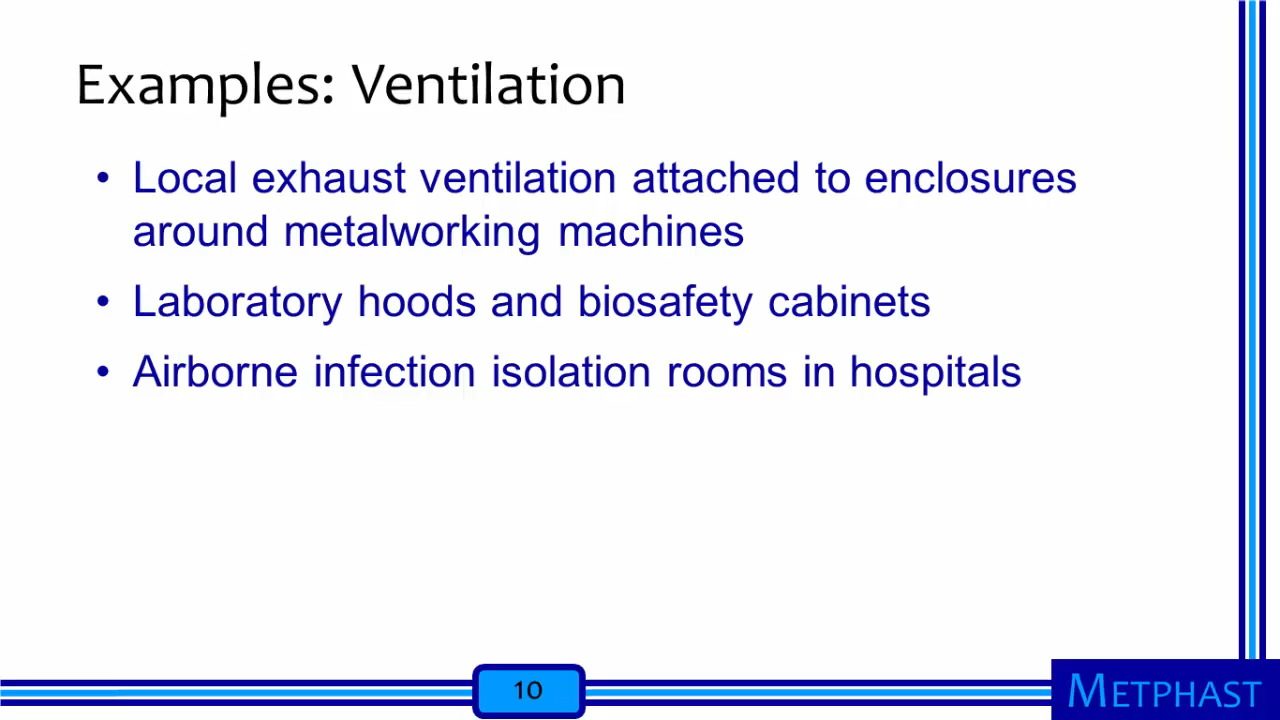 Examples: Ventilation
• Local exhaust ventilation attached to enclosures
around metalworking machines
• Laboratory hoods and biosafety cabinets
• Airborne infection isolation rooms in hospitals
10
METPHAST